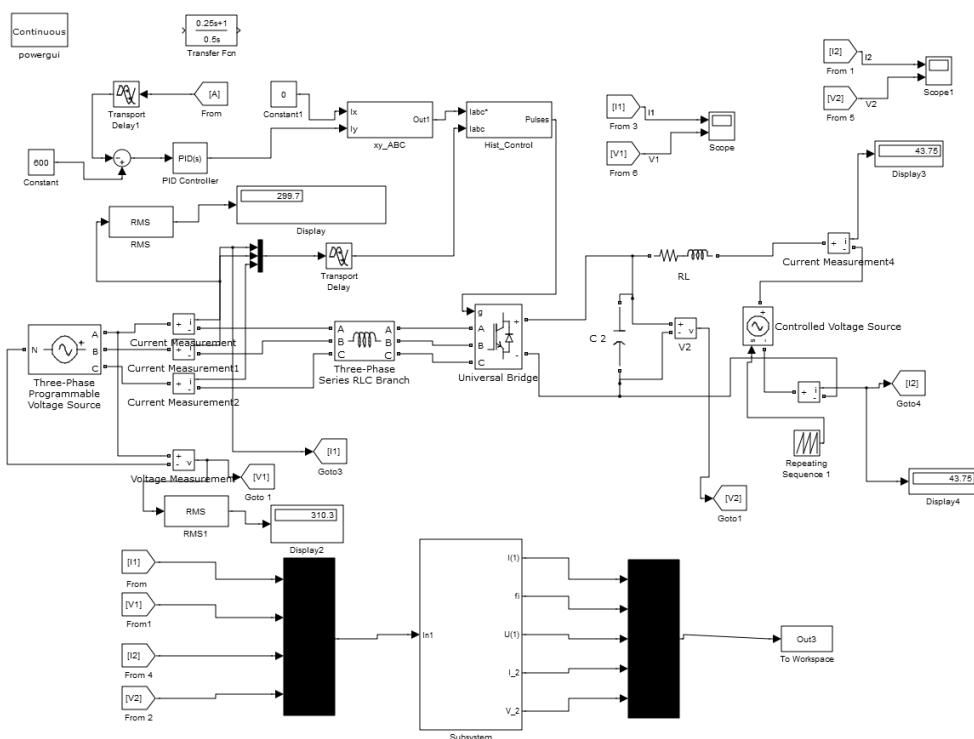 Continuous
powergui
0.25s+1
0.5s
Transfer Fcn
Transport
Delay1
[A]
From
0
Constant1
Ix
Iy
Out1
xy_ABC
Iabc*
Iabc
Pulses
Hist_Control
[I1]
From 3
I1
[V1]
From 6
V1
Scope
[I2]
From 1
I2
[V2]
From 5
V2
Scope1
600
Constant
PID(s)
PID Controller
43.75
Display3
RMS
RMS
299.7
Display
Transport
Delay
RL
+
i
-
Current Measurement4
N
A
B
C
Three-Phase
Programmable
Voltage Source
+
i
-
Current Measurement
+
i
-
Current Measurement1
+
i
-
Current Measurement2
A
B
C
A
B
C
Three-Phase
Series RLC Branch
g
A
B
C
+
-
Universal Bridge
C 2
+
-
v
V2
+
s
-
Controlled Voltage Source
+
i
-
[I2]
Goto4
Repeating
Sequence 1
43.75
Display4
+
-
v
Voltage Measurement
[V1]
Goto 1
[I1]
Goto3
[V2]
Goto1
RMS
RMS1
310.3
Display2
[I1]
From
[V1]
From1
[I2]
From 4
[V2]
From 2
In1
I(1)
fi
U(1)
I_2
V_2
Subsystem
Out3
To Workspace